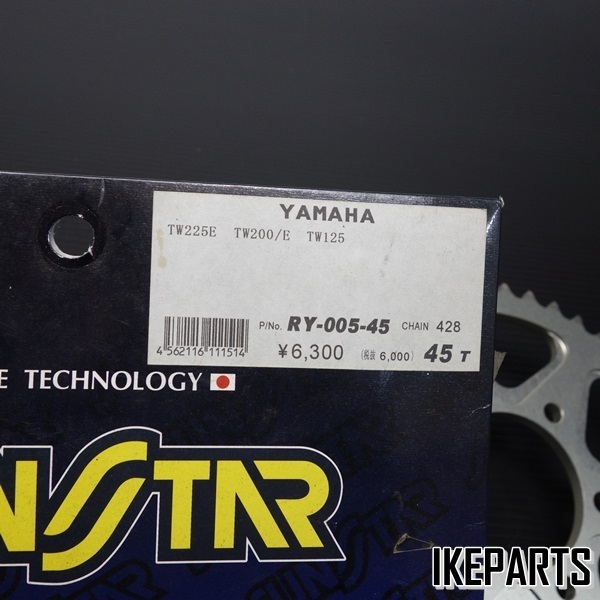 YAMAHA
TW225E TW200/E TW125
P/No. RY-005-45 CHAIN 428
4 562116 111514
¥6,300 (税抜 6,000) 45 T
E TECHNOLOGY
NSTAR
SUNSTAR
IKEPARTS